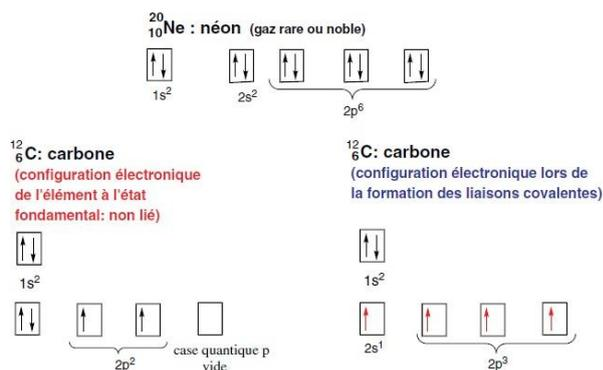 20
10Ne : néon (gaz rare ou noble)
1s2
2s2
2p6
12
6C: carbone
(configuration électronique
de l'élément à l'état
fondamental: non lié)
1s2
2p2
case quantique p
vide
12
6C: carbone
(configuration électronique lors de
la formation des liaisons covalentes)
1s2
2s1
2p3